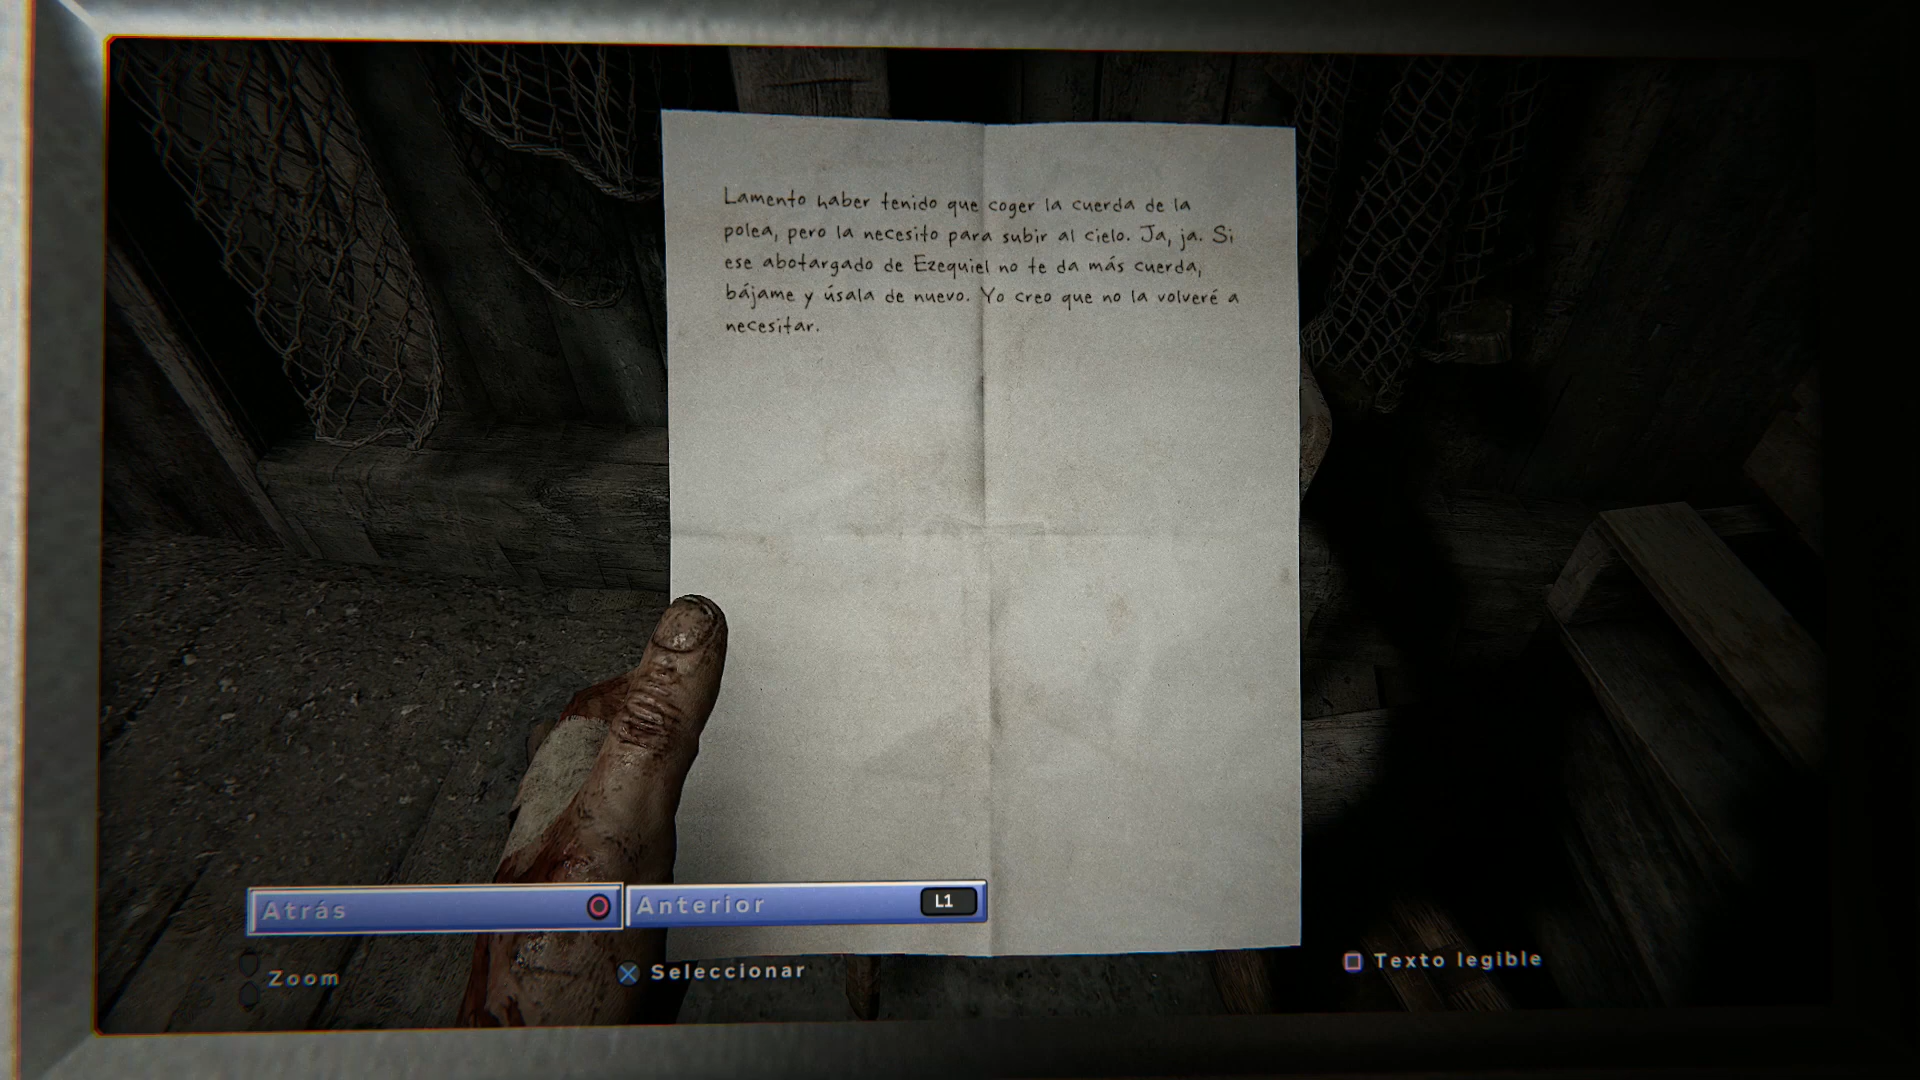 Lamento haber tenido que coger la cuerda de la
polea, pero la necesito para subir al cielo. Ja, ja. Si
ese abotargado de Ezequiel no te da más cuerda,
bájame y úsala de nuevo. Yo creo que no la volveré a
necesitar.
Atrás
Anterior L1
Zoom
Seleccionar
Texto legible